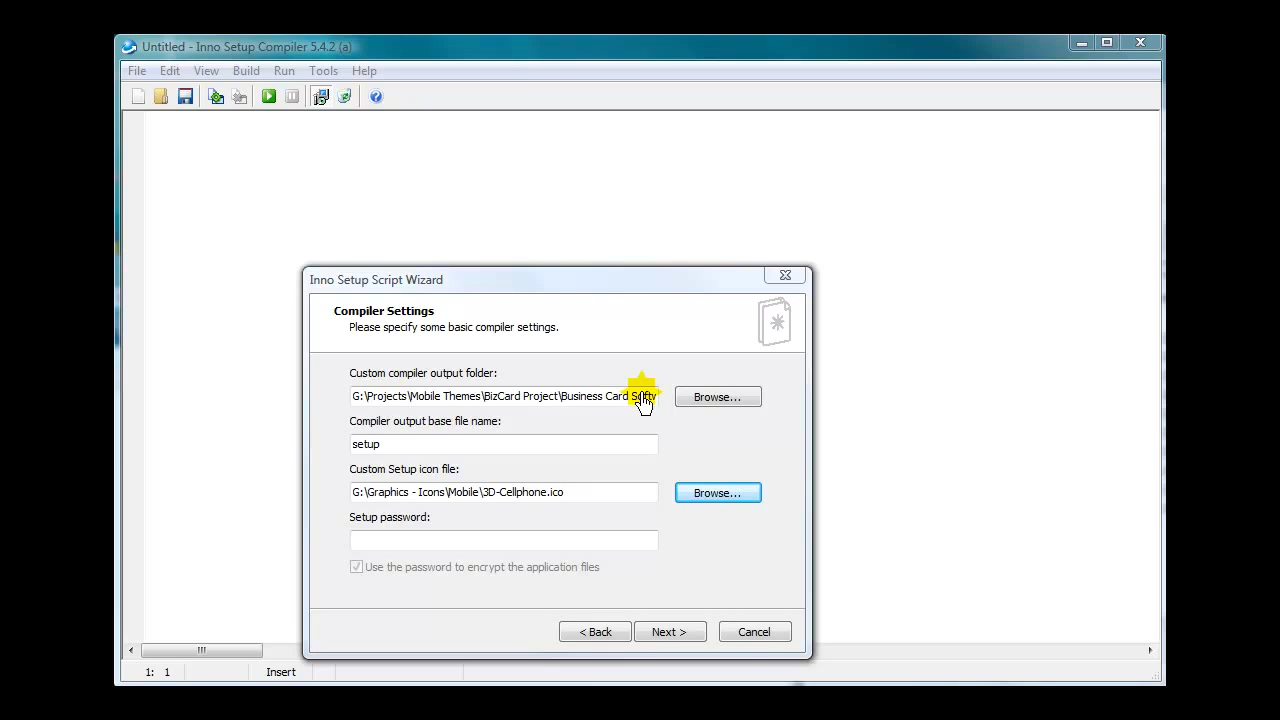 Untitled - Inno Setup Compiler 5.4.2 (a)
File Edit View Build Run Tools Help
Inno Setup Script Wizard
Compiler Settings
Please specify some basic compiler settings.
Custom compiler output folder:
G:\Projects\Mobile Themes\BizCard Project\Business Card Softw
Browse...
Compiler output base file name:
setup
Custom Setup icon file:
G:\Graphics - Icons\Mobile\3D-Cellphone.ico
Browse...
Setup password:
Use the password to encrypt the application files
< Back Next > Cancel
1: 1 Insert